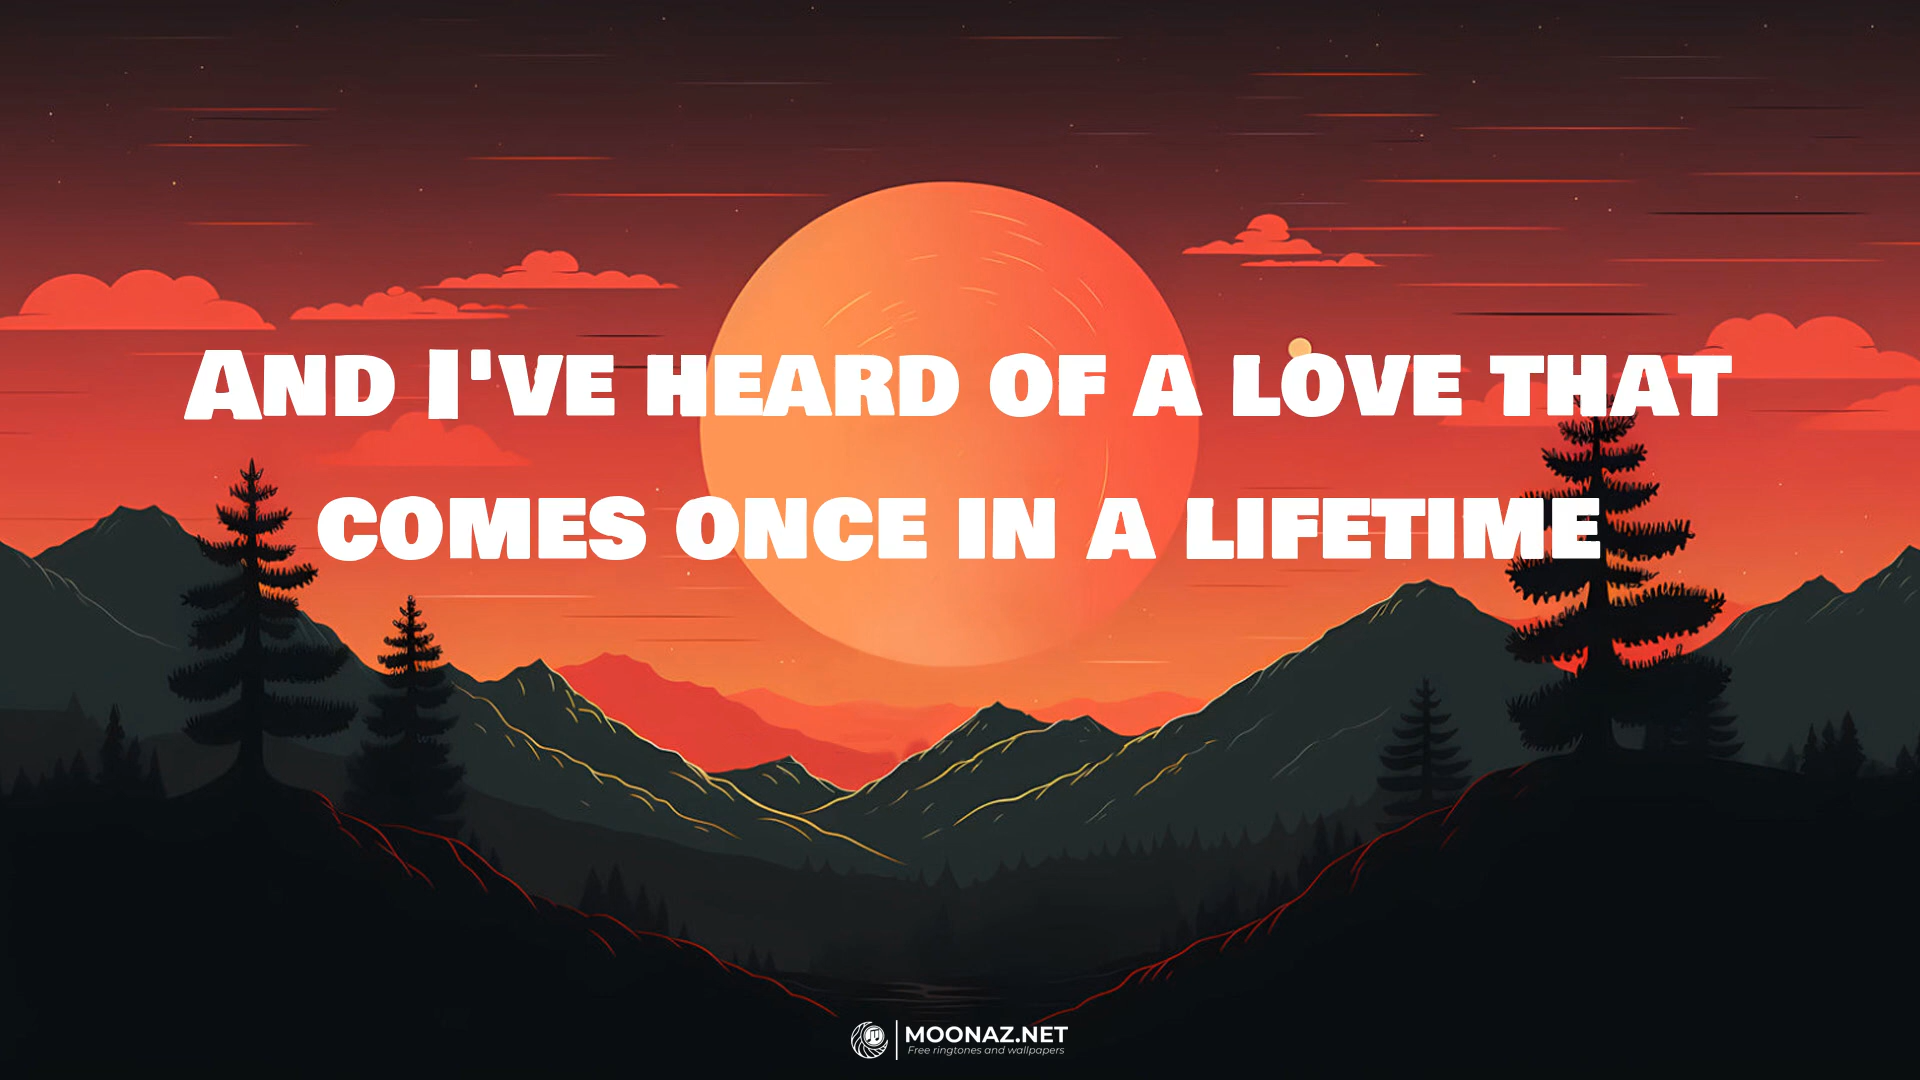 And I've heard of a love that
comes once in a lifetime
MOONAZ.NET
Free ringtones and wallpapers